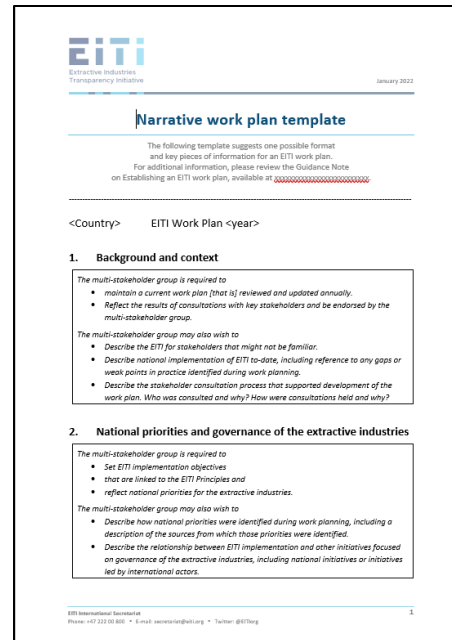 EiTi
Extractive Industries
Transparency Initiative
January 2022
Narrative work plan template
The following template suggests one possible format
and key pieces of information for an EITI work plan.
For additional information, please review the Guidance Note
on Establishing an EITI work plan, available at
<Country> EITI Work Plan <year>
1. Background and context
The multi-stakeholder group is required to
• maintain a current work plan [that is] reviewed and updated annually.
• Reflect the results of consultations with key stakeholders and be endorsed by the
multi-stakeholder group.
The multi-stakeholder group may also wish to
• Describe the EITI for stakeholders that might not be familiar.
• Describe national implementation of EITI to-date, including reference to any gaps or
weak points in practice identified during work planning.
• Describe the stakeholder consultation process that supported development of the
work plan. Who was consulted and why? How were consultations held and why?
2. National priorities and governance of the extractive industries
The multi-stakeholder group is required to
• Set EITI implementation objectives
• that are linked to the EITI Principles and
• reflect national priorities for the extractive industries.
The multi-stakeholder group may also wish to
• Describe how national priorities were identified during work planning, including a
description of the sources from which those priorities were identified.
• Describe the relationship between EITI implementation and other initiatives focused
on governance of the extractive industries, including national initiatives or initiatives
led by international actors.
EITI International Secretariat
1
Phone: +47 222 00 800 • E-mail: secretariat@eiti.org • Twitter: @EITIorg